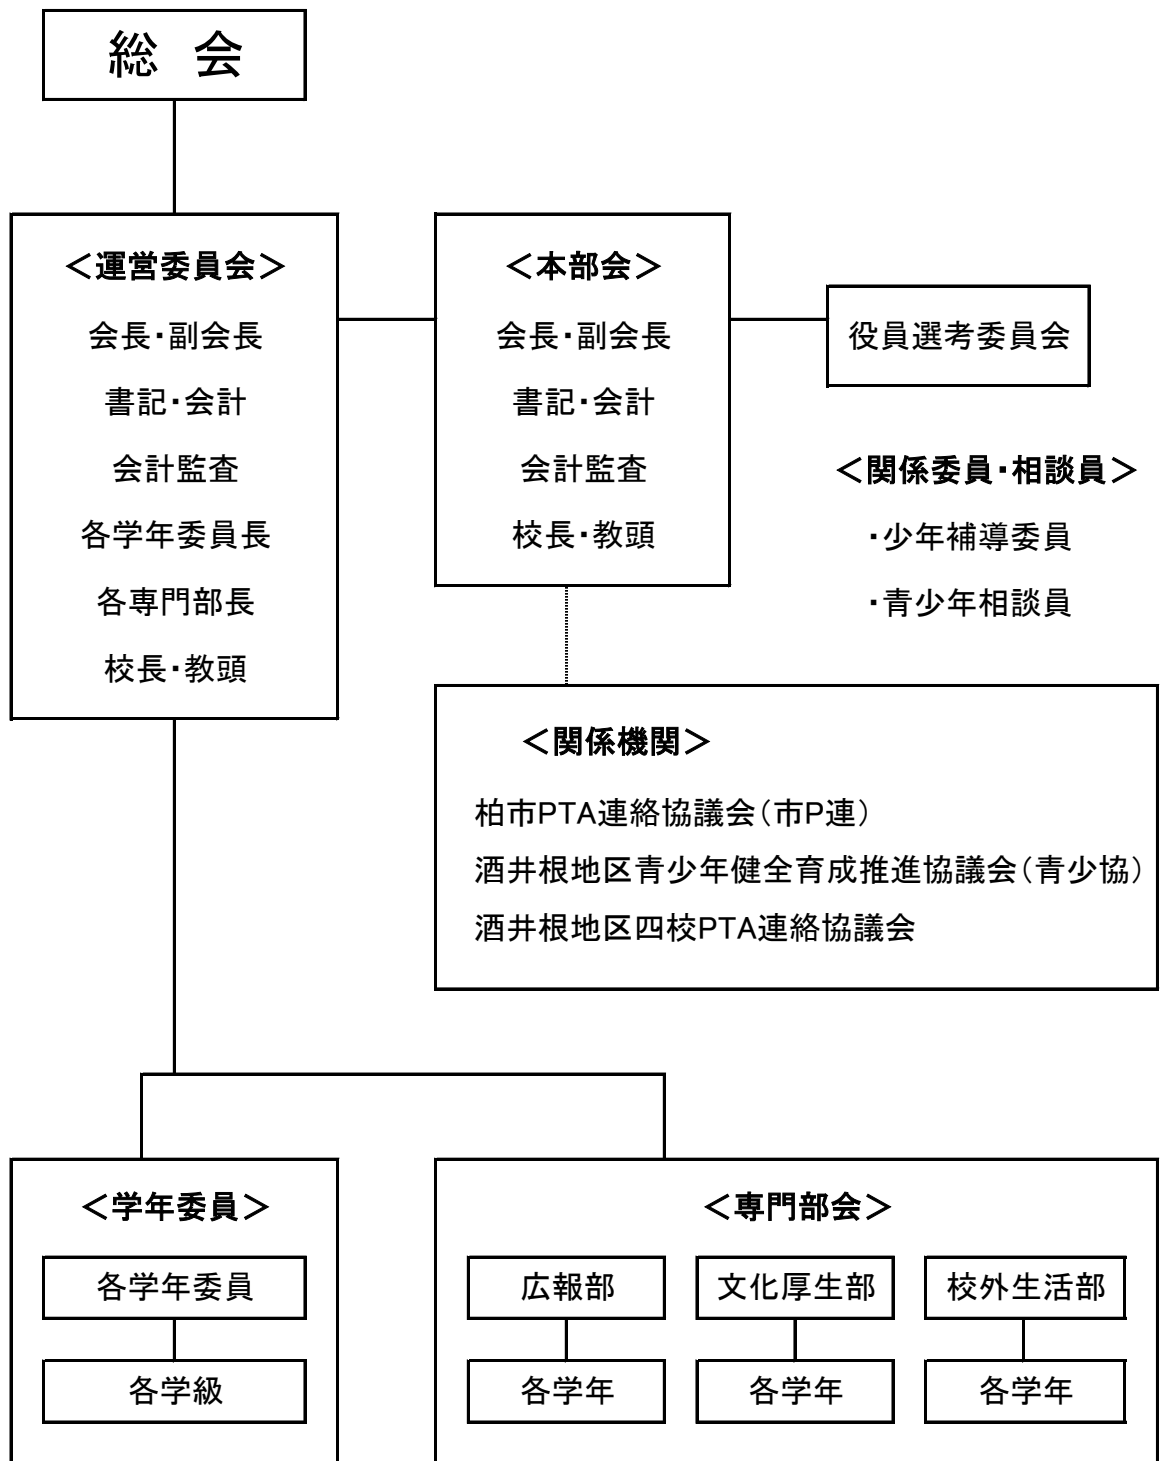 総　会
＜運営委員会＞
会長・副会長
書記・会計
会計監査
各学年委員長
各専門部長
校長・教頭
＜本部会＞
会長・副会長
書記・会計
会計監査
校長・教頭
役員選考委員会
＜関係委員・相談員＞
・少年補導委員
・青少年相談員
＜関係機関＞
柏市PTA連絡協議会（市P連）
酒井根地区青少年健全育成推進協議会（青少協）
酒井根地区四校PTA連絡協議会
＜学年委員＞
各学年委員
各学級
＜専門部会＞
広報部
各学年
文化厚生部
各学年
校外生活部
各学年